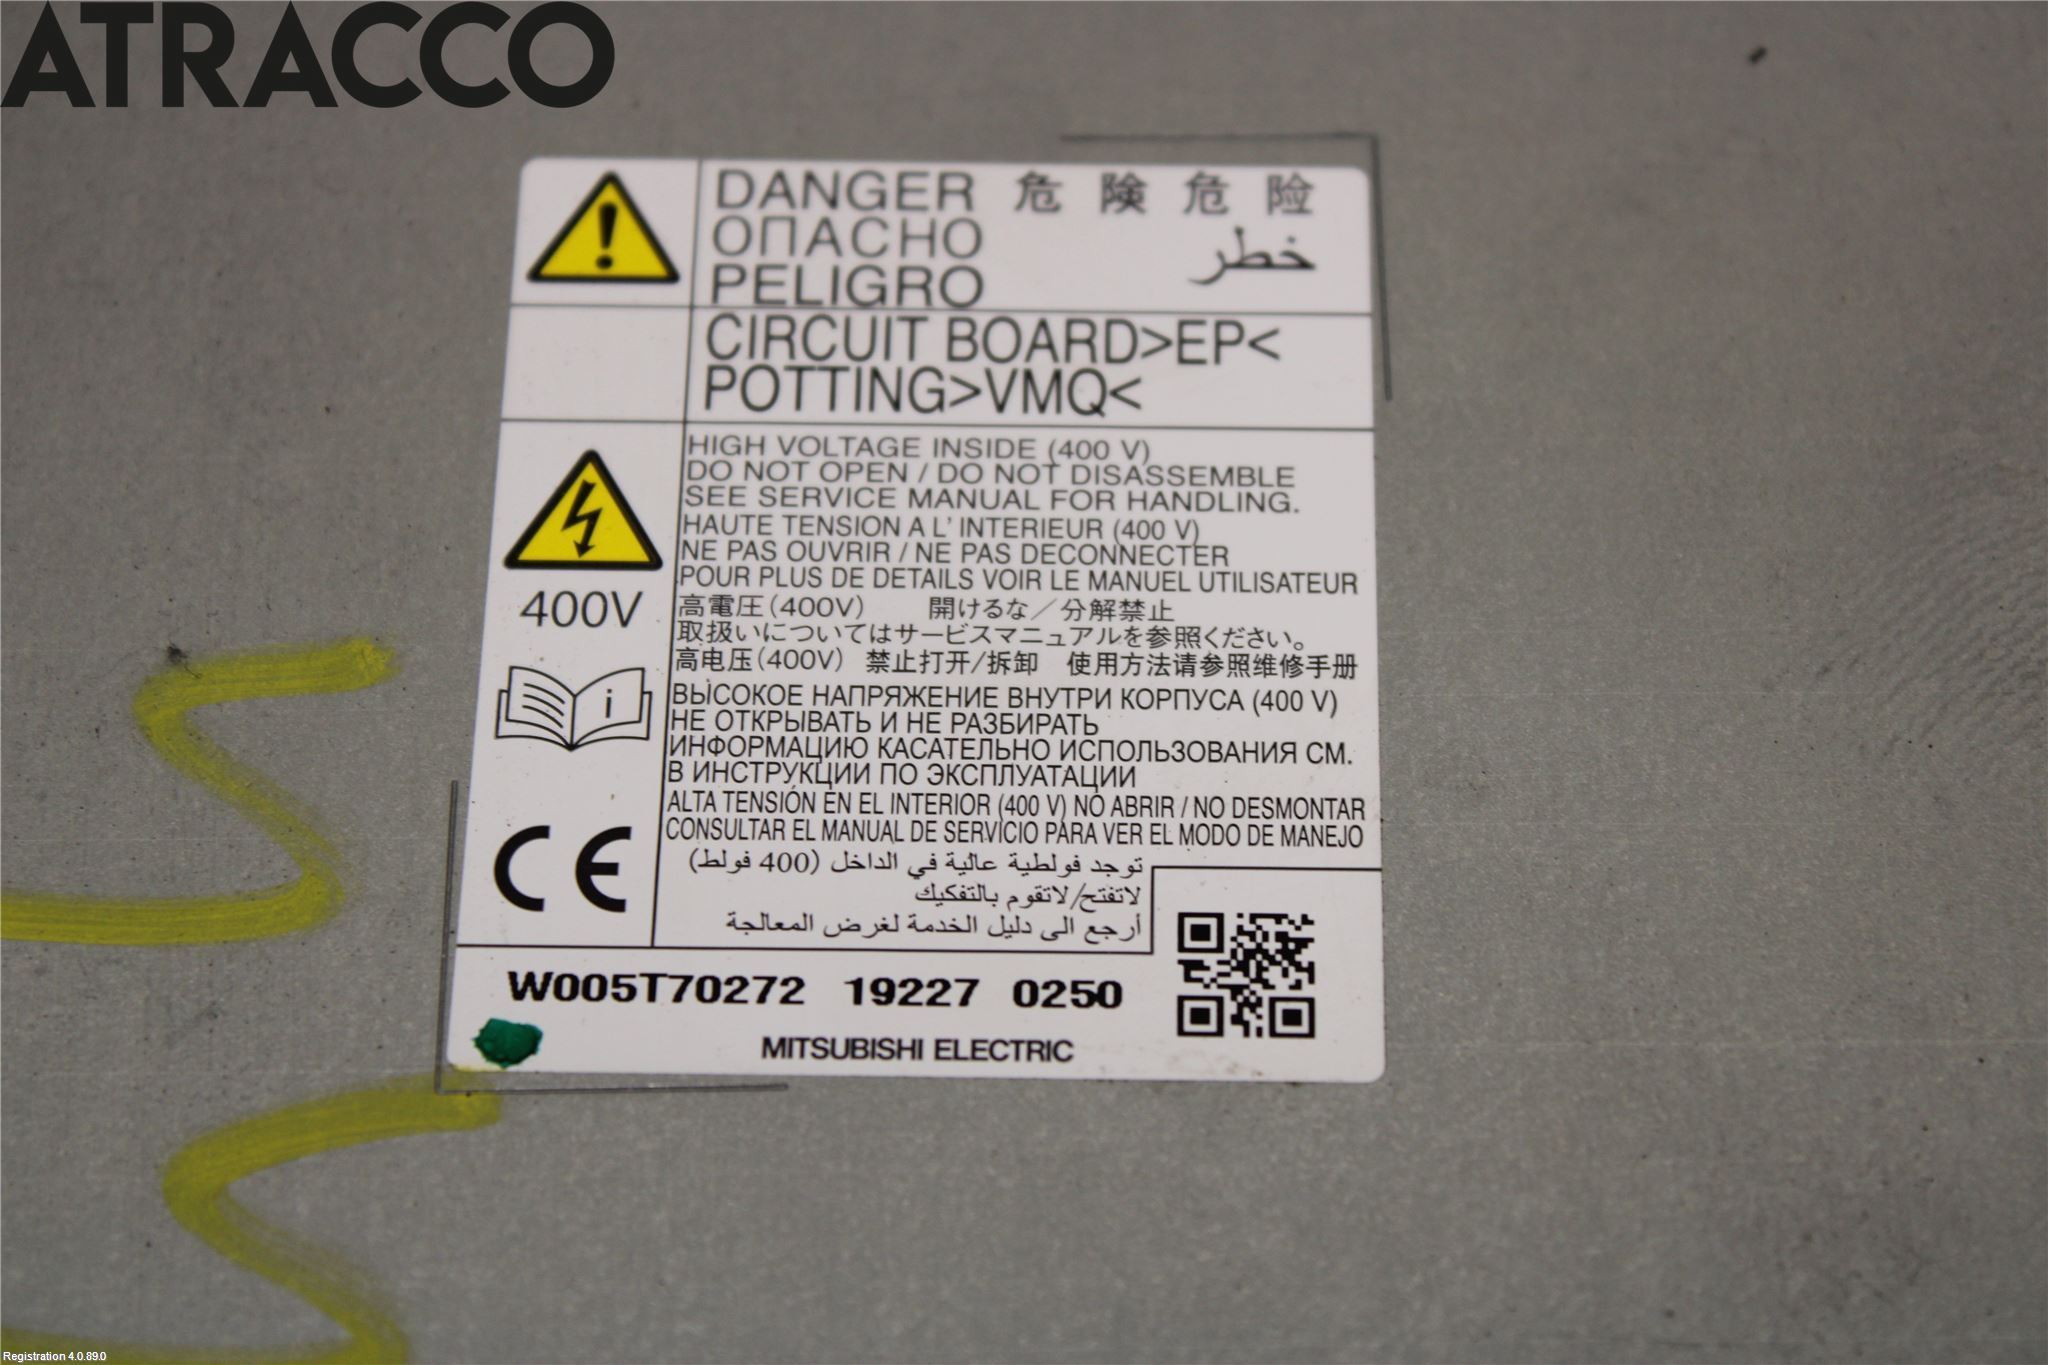 ATRACCO
DANGER 危険 危险
ОПАСНО
خطر
PELIGRO
CIRCUIT BOARD>EP<
POTTING>VMQ<
HIGH VOLTAGE INSIDE (400 V)
DO NOT OPEN / DO NOT DISASSEMBLE
SEE SERVICE MANUAL FOR HANDLING.
HAUTE TENSION A L' INTERIEUR (400 V)
NE PAS OUVRIR / NE PAS DECONNECTER
POUR PLUS DE DETAILS VOIR LE MANUEL UTILISATEUR
400V
高電圧(400V) 開けるな／分解禁止
取扱いについてはサービスマニュアルを参照ください。
高电压(400V) 禁止打开/拆卸 使用方法请参照维修手册
i
ВЫСОКОЕ НАПРЯЖЕНИЕ ВНУТРИ КОРПУСА (400 V)
НЕ ОТКРЫВАТЬ И НЕ РАЗБИРАТЬ
ИНФОРМАЦИЮ КАСАТЕЛЬНО ИСПОЛЬЗОВАНИЯ СМ.
В ИНСТРУКЦИИ ПО ЭКСПЛУАТАЦИИ
ALTA TENSIÓN EN EL INTERIOR (400 V) NO ABRIR / NO DESMONTAR
CONSULTAR EL MANUAL DE SERVICIO PARA VER EL MODO DE MANEJO
CE
توجد فولطية عالية في الداخل (400 فولط)
لاتفتح/لاتقوم بالتفكيك
أرجع الى دليل الخدمة لغرض المعالجة
W005T70272 19227 0250
MITSUBISHI ELECTRIC
Registration 4.0.89.0